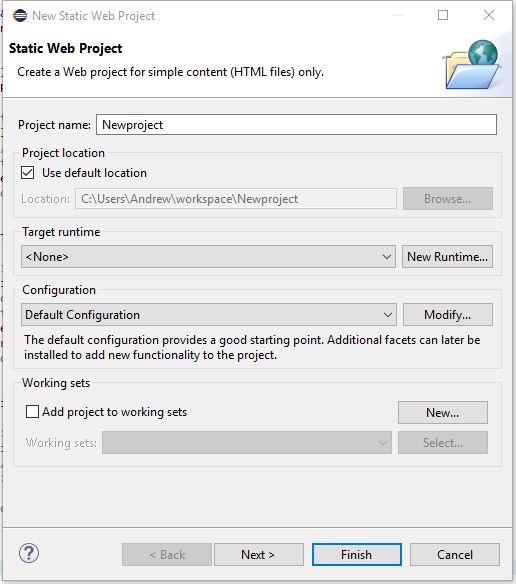 New Static Web Project
Static Web Project
Create a Web project for simple content (HTML files) only.
Project name: Newproject
Project location
Use default location
Location: C:\Users\Andrew\workspace\Newproject Browse...
Target runtime
<None> New Runtime...
Configuration
Default Configuration Modify...
The default configuration provides a good starting point. Additional facets can later be
installed to add new functionality to the project.
Working sets
Add project to working sets New...
Working sets: Select...
? < Back Next > Finish Cancel